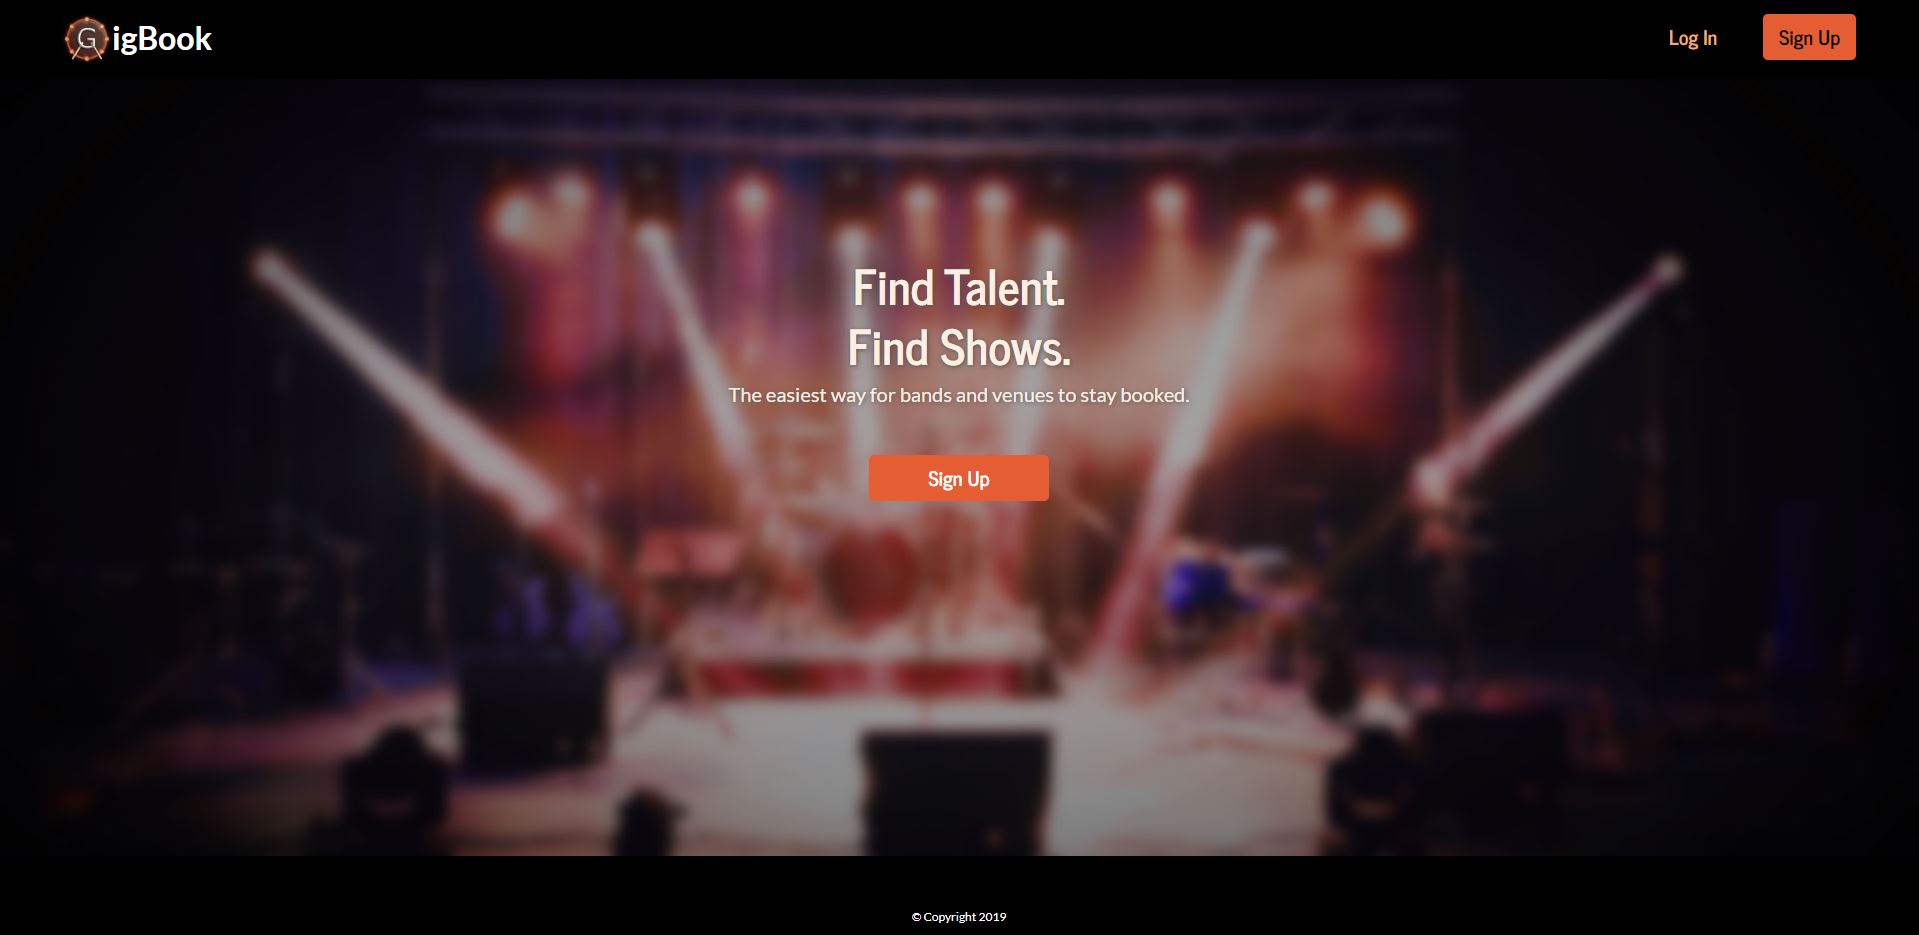 GigBook
Log In
Sign Up
Find Talent.
Find Shows.
The easiest way for bands and venues to stay booked.
Sign Up
© Copyright 2019